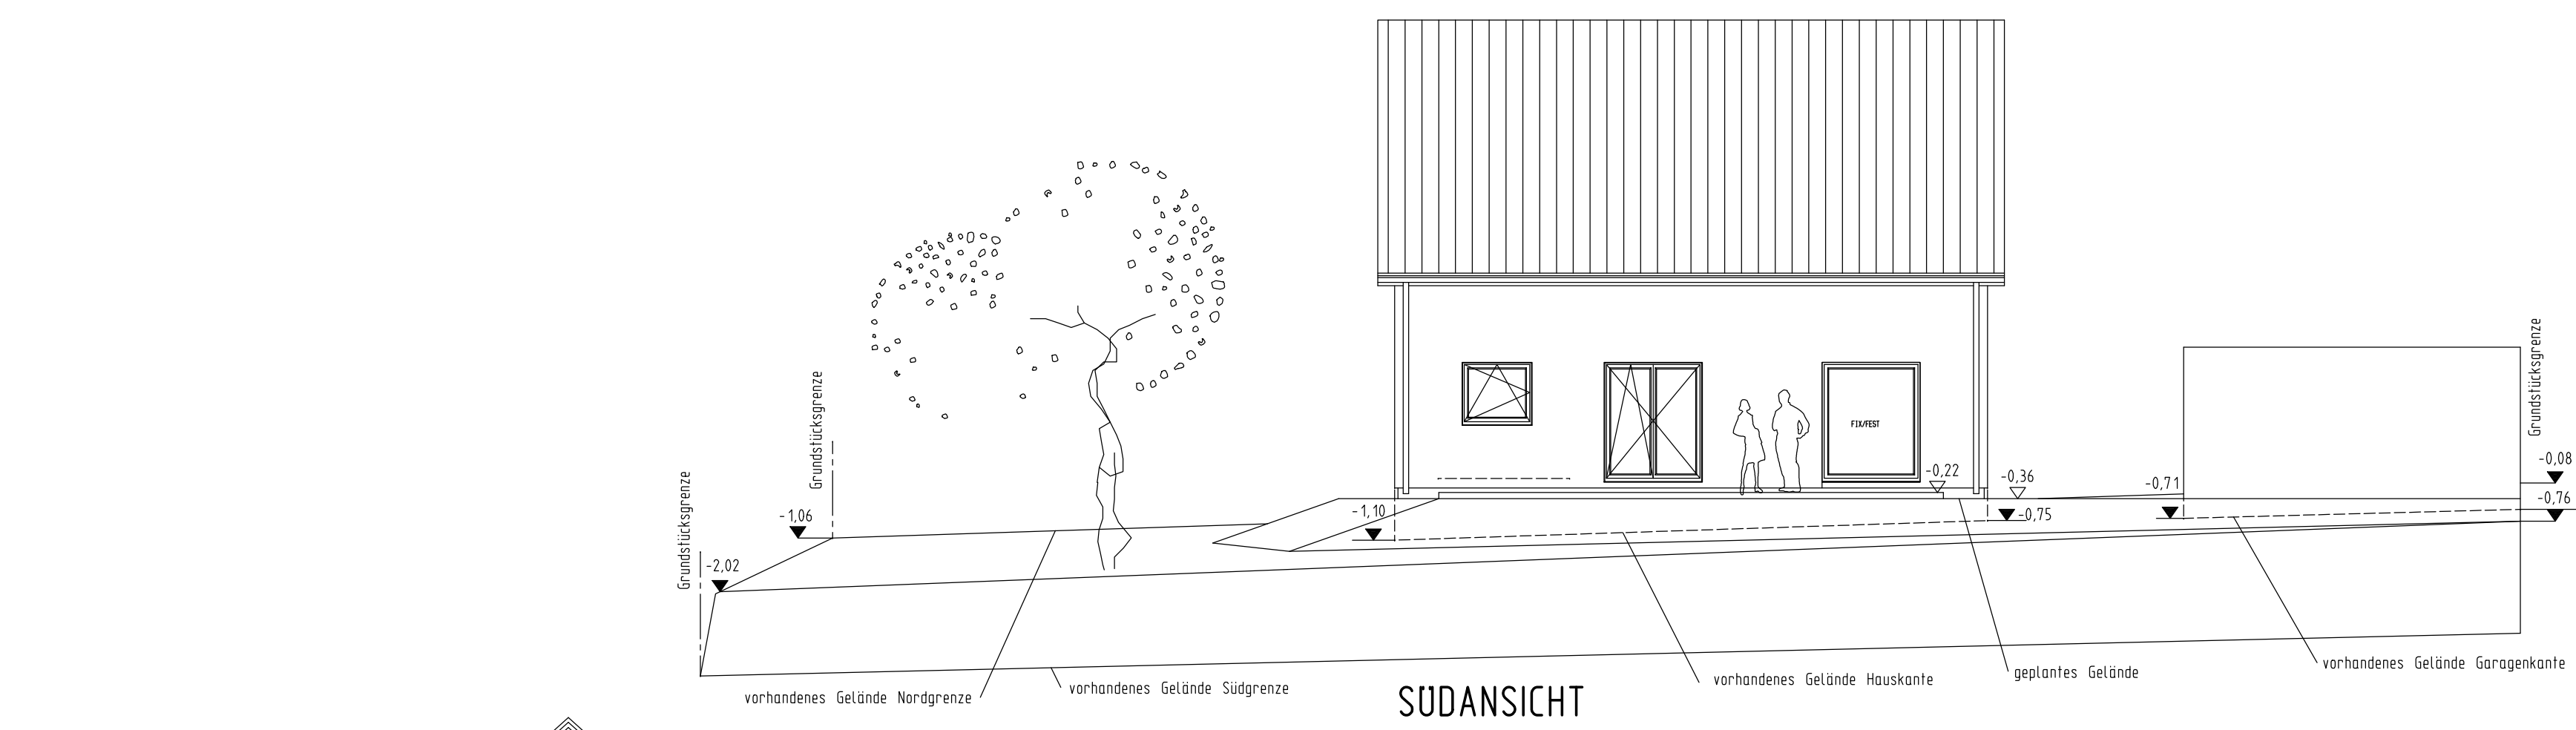 Grundstücksgrenze
-2,02
-1,06
Grundstücksgrenze
-1,10
FIX/FEST
-0,22
-0,36
-0,75
-0,71
Grundstücksgrenze
-0,08
-0,76
vorhandenes Gelände Nordgrenze
vorhandenes Gelände Südgrenze
vorhandenes Gelände Hauskante
geplantes Gelände
vorhandenes Gelände Garagenkante
SÜDANSICHT